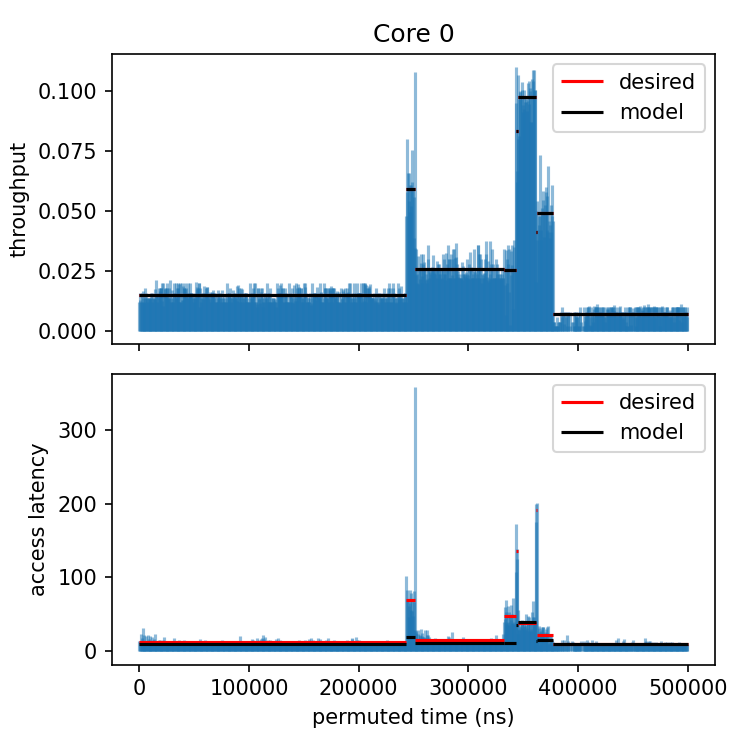 Core 0
throughput
0.100
0.075
0.050
0.025
0.000
desired
model
access latency
300
200
100
0
desired
model
0 100000 200000 300000 400000 500000
permuted time (ns)